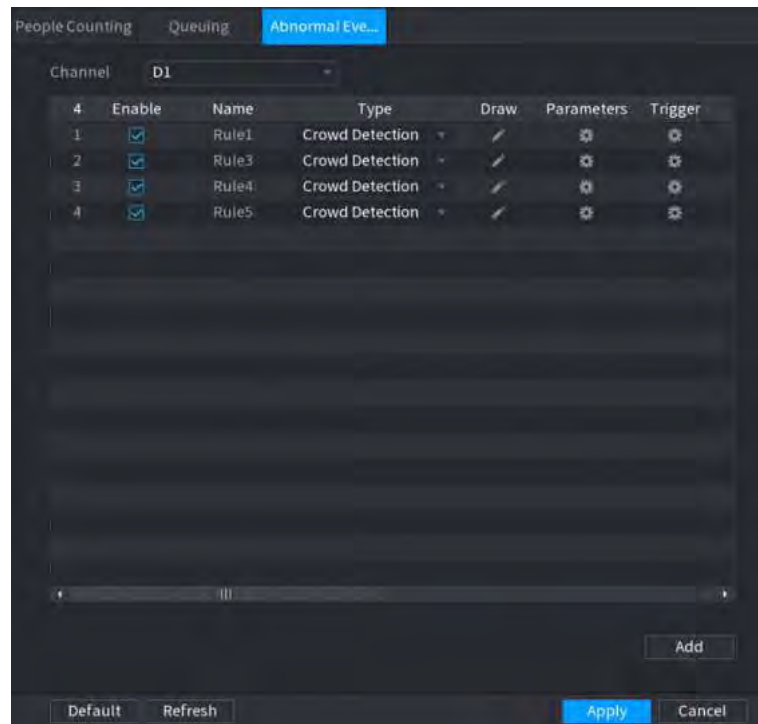 People Counting Queuing Abnormal Eve...
Channel D1
4 Enable Name Type Draw Parameters Trigger
1 Rule1 Crowd Detection
2 Rule3 Crowd Detection
3 Rule4 Crowd Detection
4 Rule5 Crowd Detection
Add
Default Refresh Apply Cancel